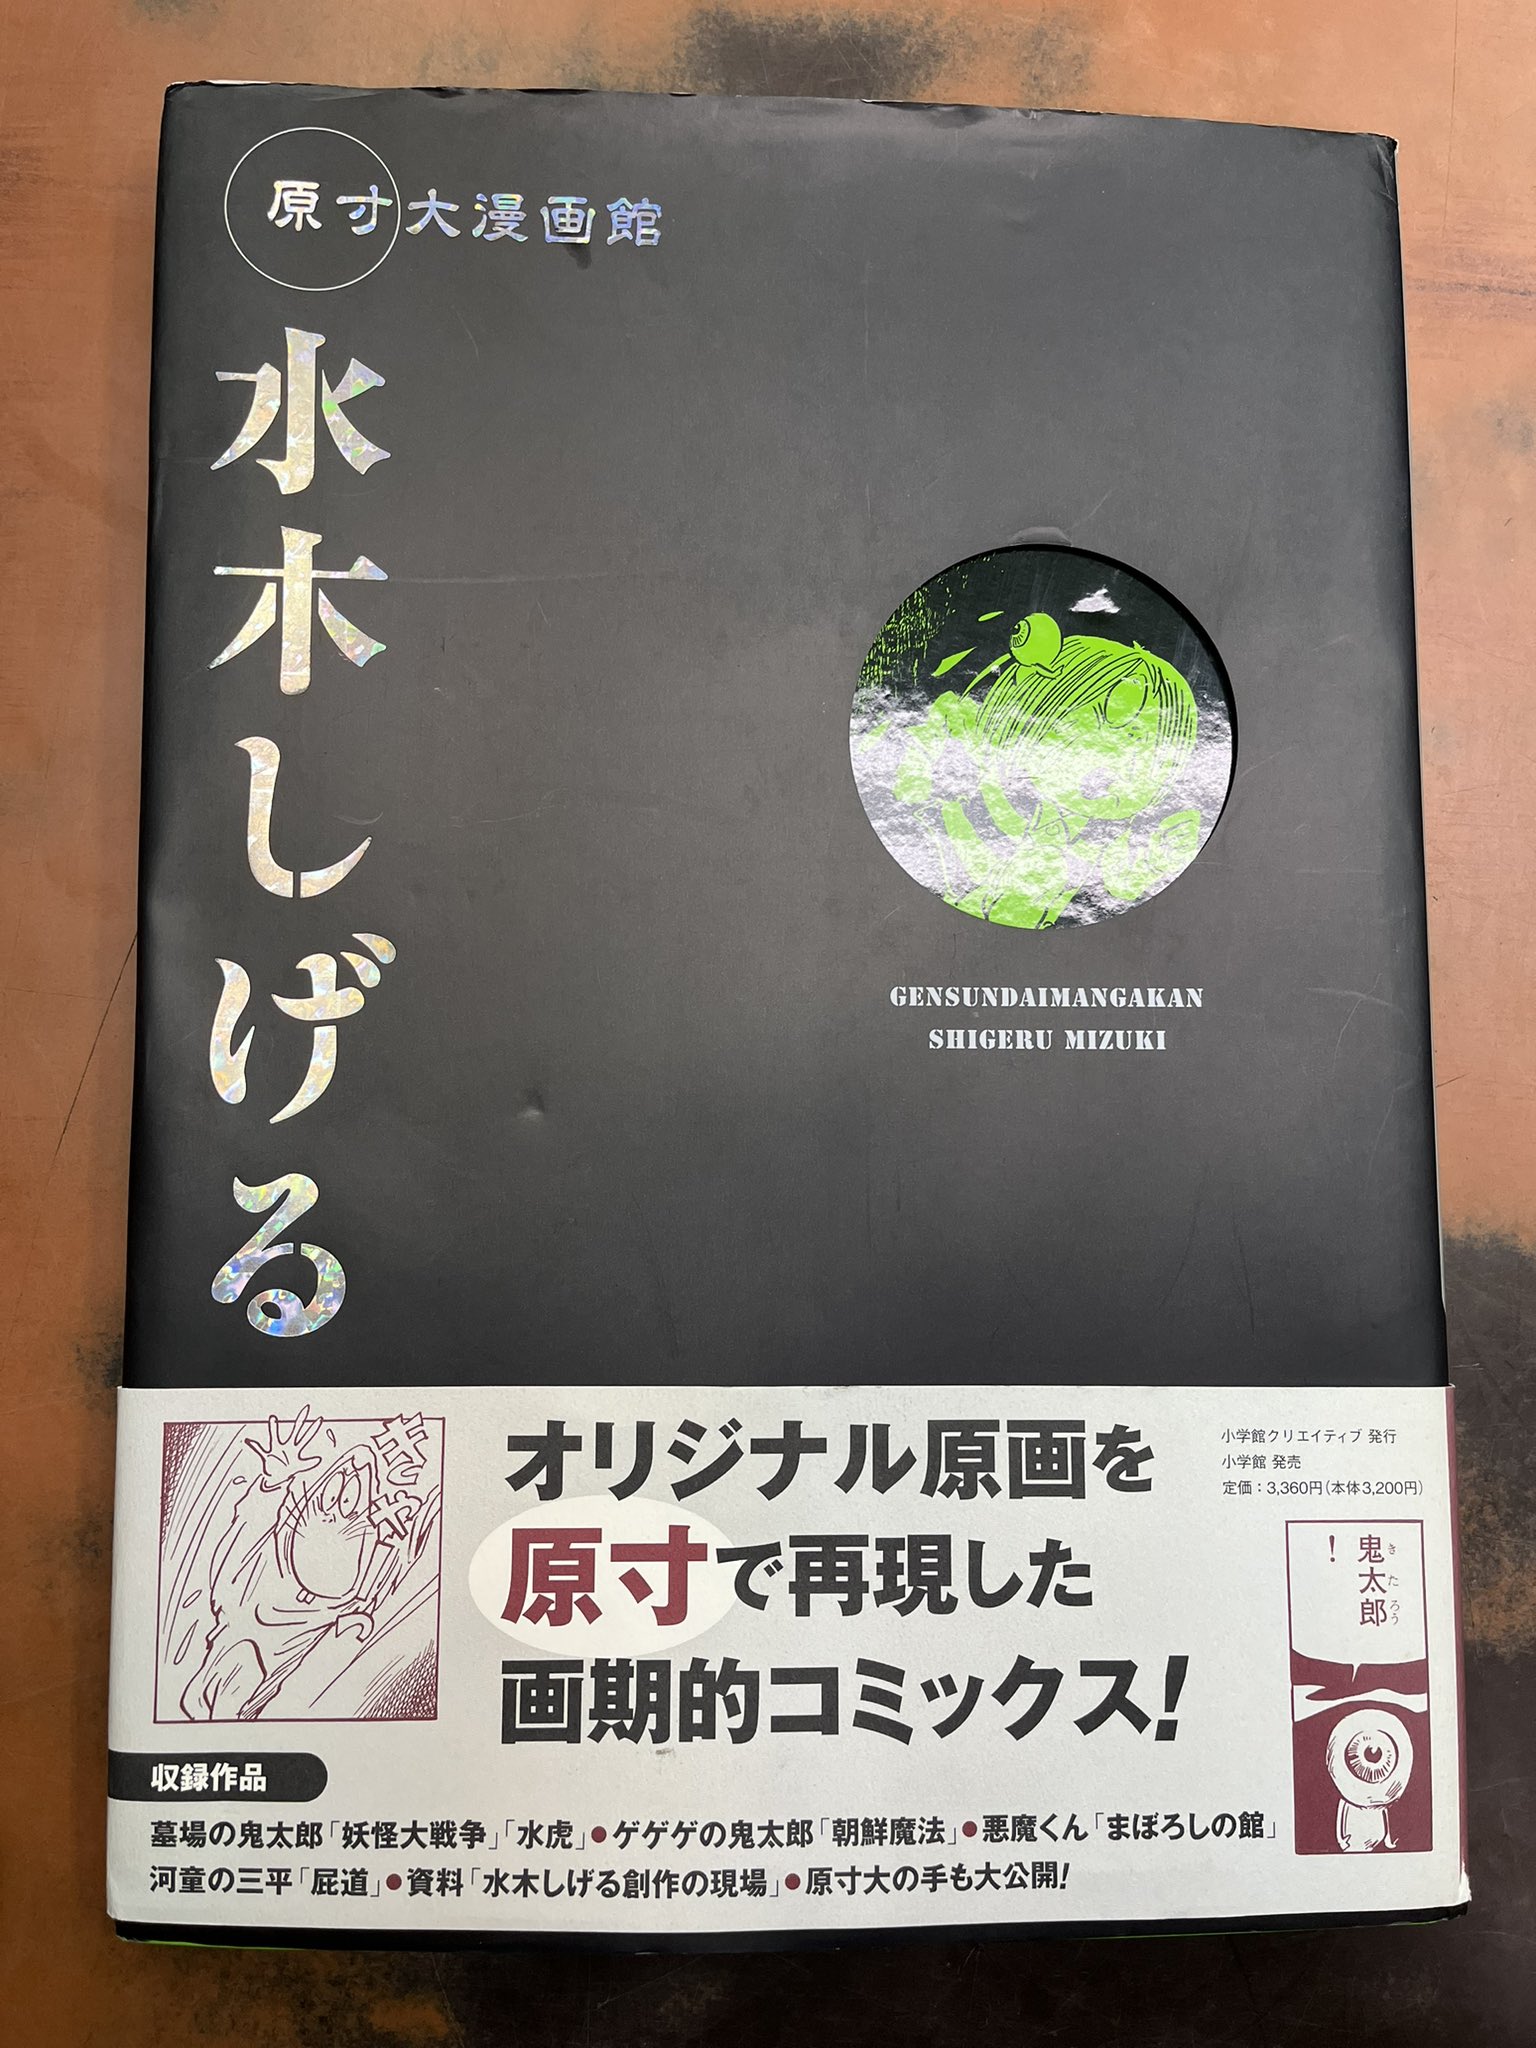 原寸大漫画館
水木しげる
GENSUNDAIMANGAKAN
SHIGERU MIZUKI
オリジナル原画を
原寸で再現した
画期的コミックス!
小学館クリエイティブ 発行
小学館 発売
定価：3,360円(本体3,200円)
ギャッ
鬼太郎
きたろう
!
収録作品
墓場の鬼太郎「妖怪大戦争」「水虎」●ゲゲゲの鬼太郎「朝鮮魔法」●悪魔くん「まぼろしの館」
河童の三平「屁道」●資料「水木しげる創作の現場」●原寸大の手も大公開!